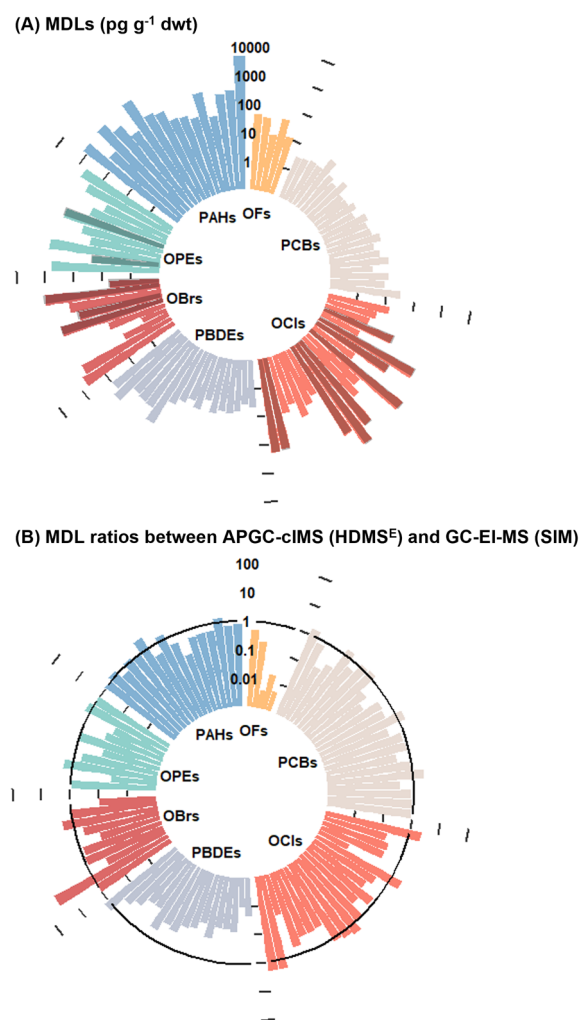 (A) MDLs (pg g⁻¹ dwt)
10000
1000
100
10
1
PAHs OFs
PCBs
OPEs
OBrs
OCIs
PBDEs
(B) MDL ratios between APGC-cIMS (HDMSᴱ) and GC-EI-MS (SIM)
100
10
1
0.1
0.01
PAHs OFs
PCBs
OPEs
OBrs
OCIs
PBDEs